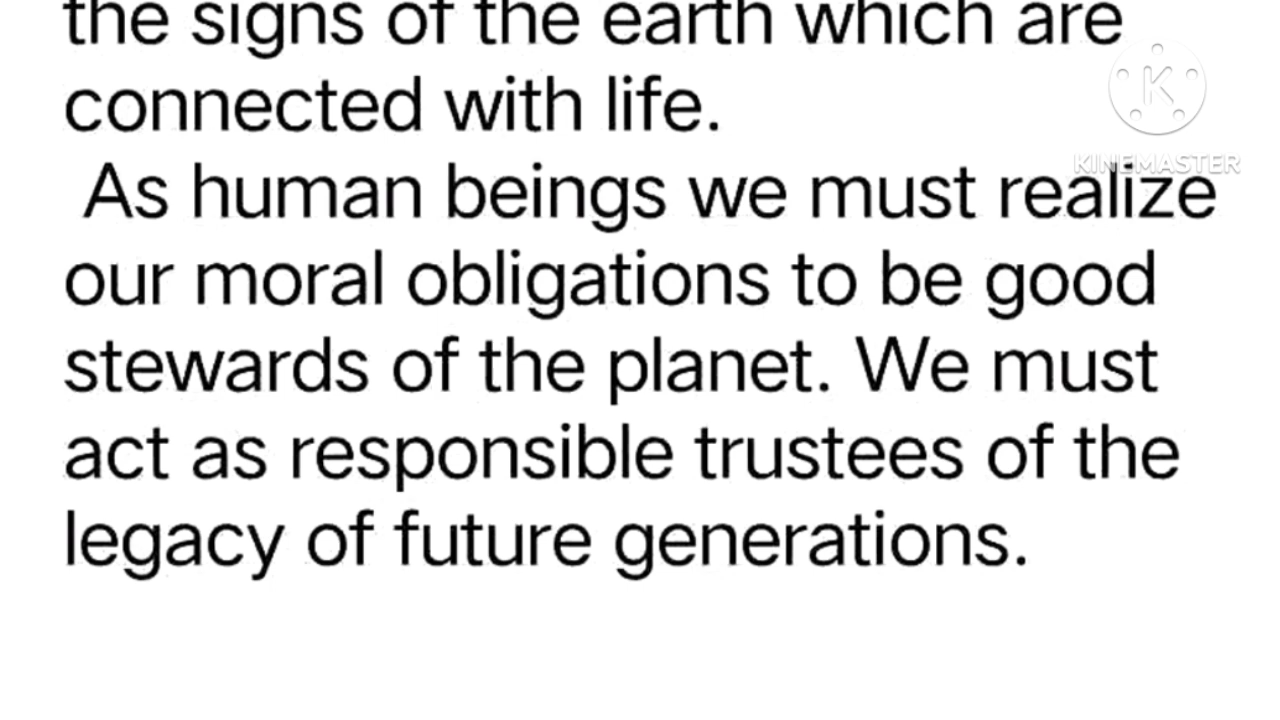 the signs of the earth which are
connected with life.
As human beings we must realize
our moral obligations to be good
stewards of the planet. We must
act as responsible trustees of the
legacy of future generations.
K
KINEMASTER